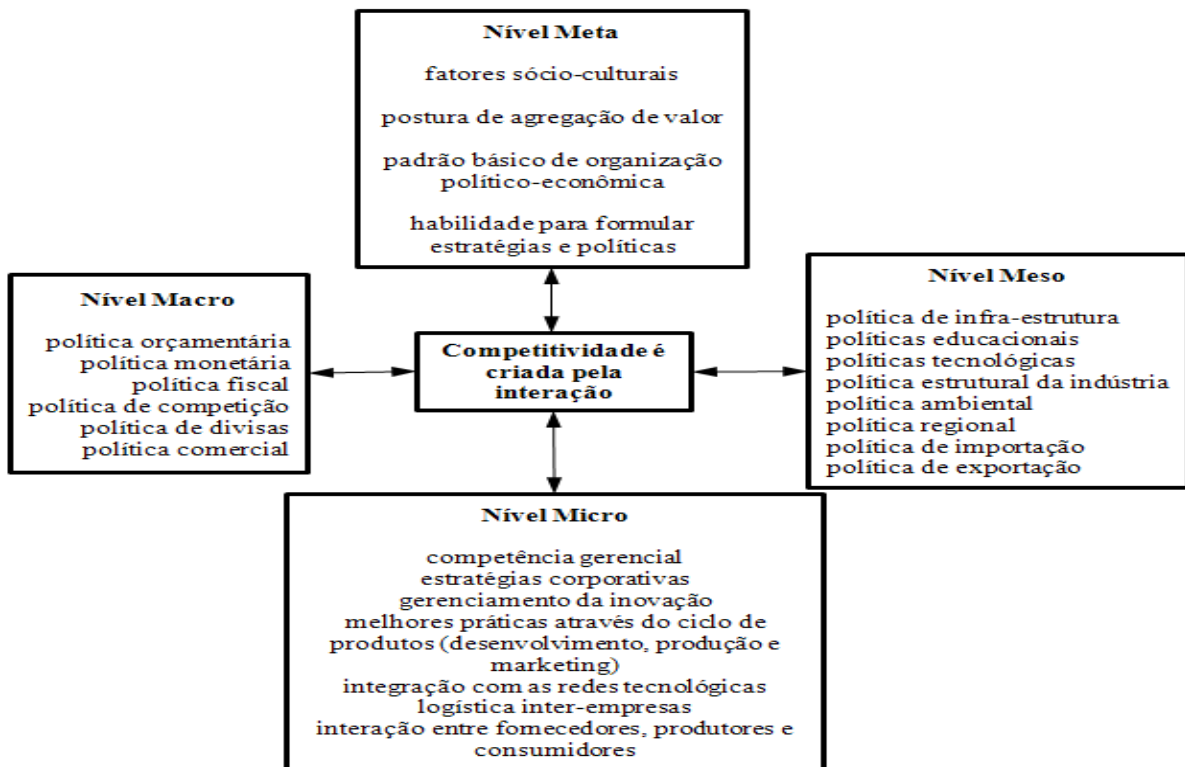 Nível Meta
fatores sócio-culturais
postura de agregação de valor
padrão básico de organização
político-econômica
habilidade para formular
estratégias e políticas
Nível Macro
política orçamentária
política monetária
política fiscal
política de competição
política de divisas
política comercial
Competitividade é
criada pela
interação
Nível Meso
política de infra-estrutura
políticas educacionais
políticas tecnológicas
política estrutural da indústria
política ambiental
política regional
política de importação
política de exportação
Nível Micro
competência gerencial
estratégias corporativas
gerenciamento da inovação
melhores práticas através do ciclo de
produtos (desenvolvimento, produção e
marketing)
integração com as redes tecnológicas
logística inter-empresas
interação entre fornecedores, produtores e
consumidores